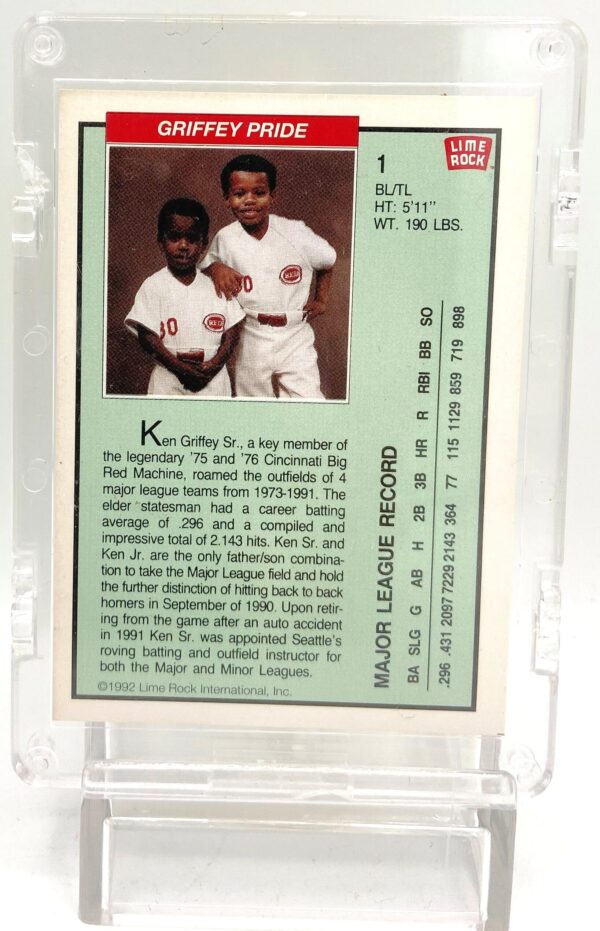 GRIFFEY PRIDE
LIME
ROCK
1
BL/TL
HT: 5'11''
WT. 190 LBS.
30
REDS
30
REDS
Ken Griffey Sr., a key member of
the legendary '75 and '76 Cincinnati Big
Red Machine, roamed the outfields of 4
major league teams from 1973-1991. The
elder statesman had a career batting
average of .296 and a compiled and
impressive total of 2.143 hits. Ken Sr. and
Ken Jr. are the only father/son combina-
tion to take the Major League field and hold
the further distinction of hitting back to back
homers in September of 1990. Upon retir-
ing from the game after an auto accident
in 1991 Ken Sr. was appointed Seattle's
roving batting and outfield instructor for
both the Major and Minor Leagues.
©1992 Lime Rock International, Inc.
MAJOR LEAGUE RECORD
BA SLG G AB H 2B 3B HR R RBI BB SO
.296 .431 2097 7229 2143 364 77 115 1129 859 719 898